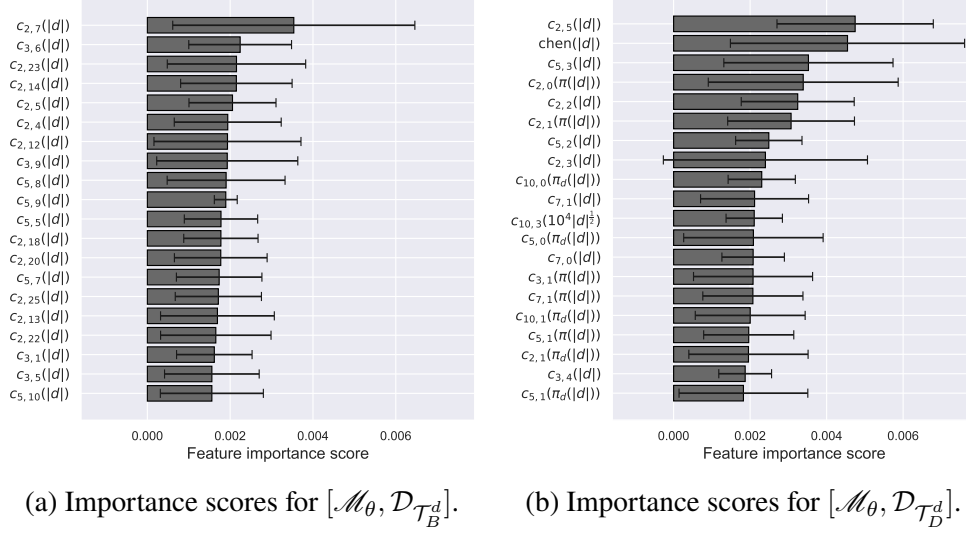 c2,7(|d|)
c3,6(|d|)
c2,23(|d|)
c2,14(|d|)
c2,5(|d|)
c2,4(|d|)
c2,12(|d|)
c3,9(|d|)
c5,8(|d|)
c5,9(|d|)
c5,5(|d|)
c2,18(|d|)
c2,20(|d|)
c5,7(|d|)
c2,25(|d|)
c2,13(|d|)
c2,22(|d|)
c3,1(|d|)
c3,5(|d|)
c5,10(|d|)
0.000 0.002 0.004 0.006
Feature importance score
(a) Importance scores for [ℳθ, 𝒟𝒯_B^d].
c2,5(|d|)
chen(|d|)
c5,3(|d|)
c2,0(π(|d|))
c2,2(|d|)
c2,1(π(|d|))
c5,2(|d|)
c2,3(|d|)
c10,0(πd(|d|))
c7,1(|d|)
c10,3(10⁴|d|^½)
c5,0(πd(|d|))
c7,0(|d|)
c3,1(π(|d|))
c7,1(π(|d|))
c10,1(πd(|d|))
c5,1(π(|d|))
c2,1(πd(|d|))
c3,4(|d|)
c5,1(πd(|d|))
0.000 0.002 0.004 0.006
Feature importance score
(b) Importance scores for [ℳθ, 𝒟𝒯_D^d].